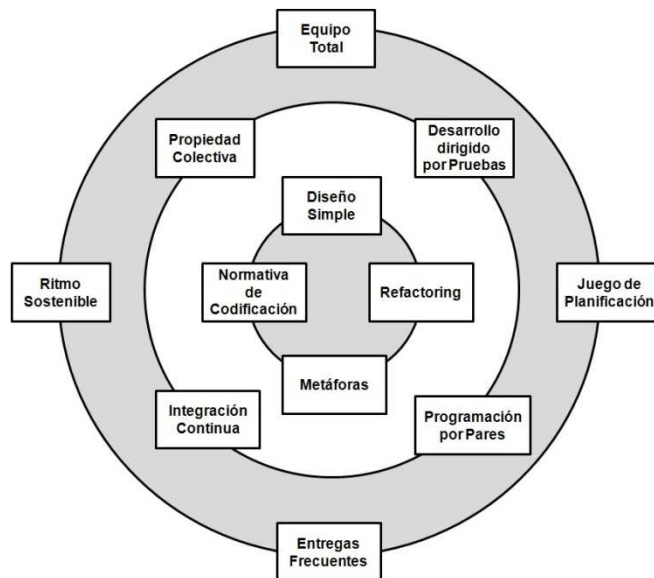 Equipo
Total
Propiedad
Colectiva
Desarrollo
dirigido
por Pruebas
Diseño
Simple
Ritmo
Sostenible
Normativa
de
Codificación
Refactoring
Juego de
Planificación
Metáforas
Integración
Continua
Programación
por Pares
Entregas
Frecuentes